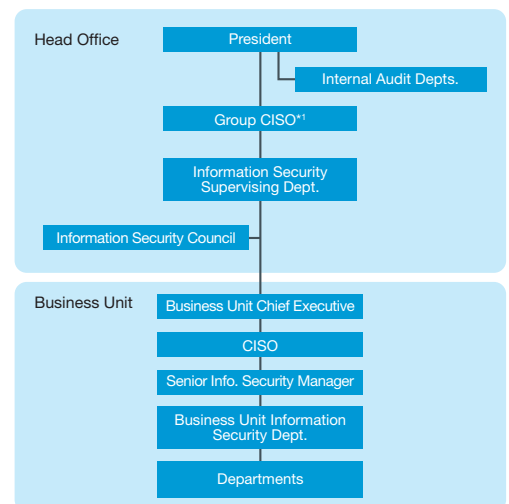 Head Office
President
Internal Audit Depts.
Group CISO*1
Information Security
Supervising Dept.
Information Security Council
Business Unit
Business Unit Chief Executive
CISO
Senior Info. Security Manager
Business Unit Information
Security Dept.
Departments